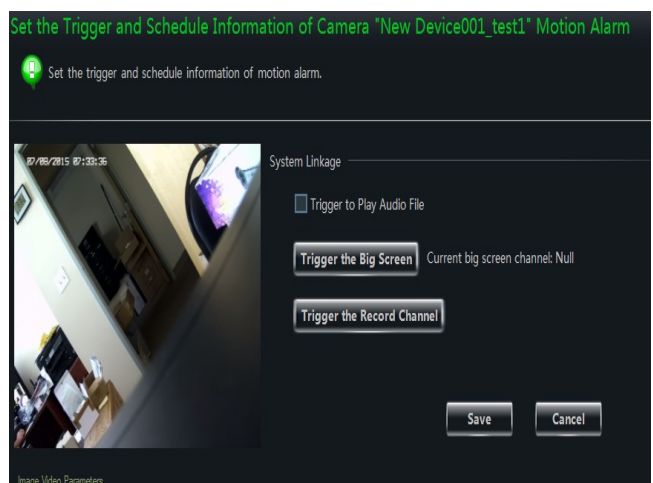 Set the Trigger and Schedule Information of Camera "New Device001_test1" Motion Alarm
Set the trigger and schedule information of motion alarm.
07/09/2015 07:33:36
System Linkage
Trigger to Play Audio File
Trigger the Big Screen Current big screen channel: Null
Trigger the Record Channel
Save Cancel
Image Video Parameters